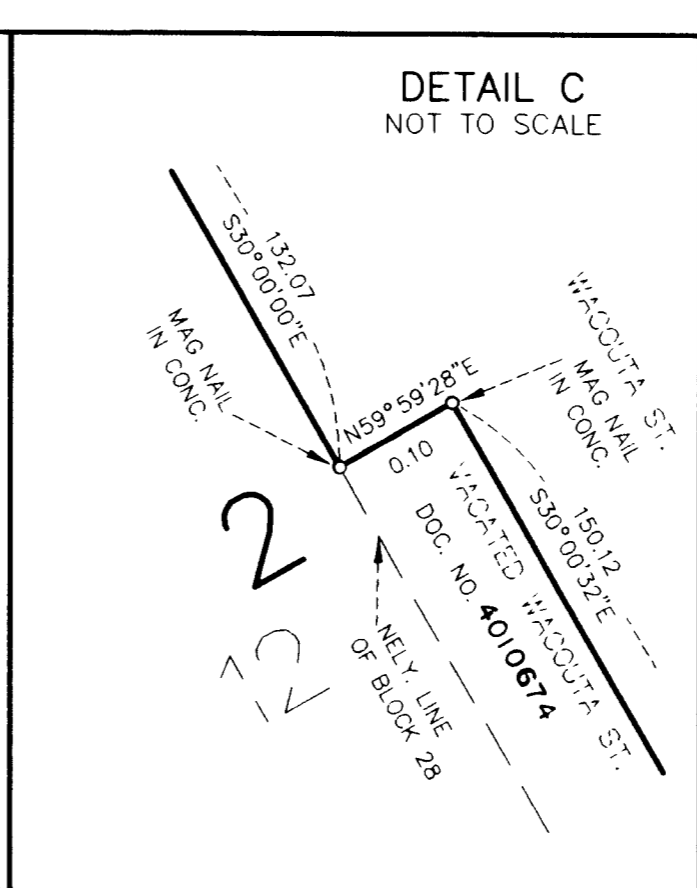 DETAIL C
NOT TO SCALE
132.07
S30°00'00"E
MAG NAIL
IN CONC.
N59°59'28"E
0.10
WACOUTA ST.
MAG NAIL
IN CONC.
150.12
S30°00'32"E
VACATED WACOUTA ST.
DOC. NO. 4010674
2
12
NELY. LINE
OF BLOCK 28